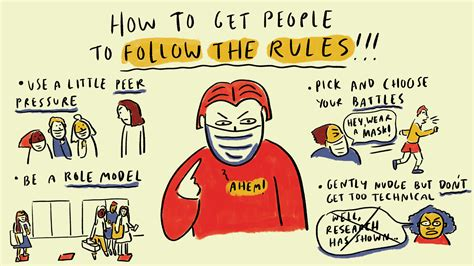 HOW TO GET PEOPLE
TO FOLLOW THE RULES!!!
• USE A LITTLE PEER
PRESSURE
• BE A ROLE MODEL
AHEM!
• PICK AND CHOOSE
YOUR BATTLES
HEY, WEAR
A MASK!
• GENTLY NUDGE BUT DON'T
GET TOO TECHNICAL
WELL,
RESEARCH
HAS SHOWN...